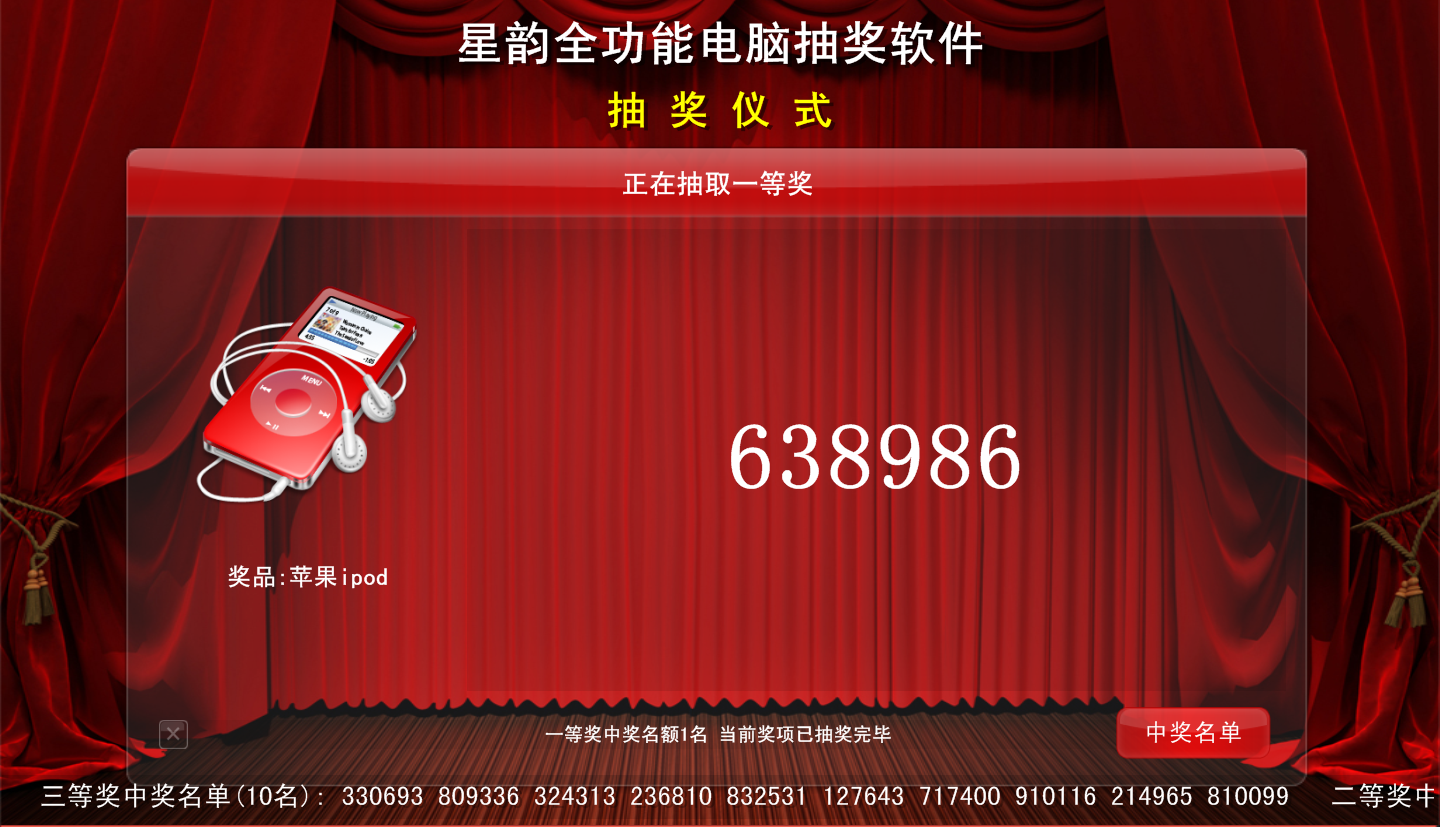 星韵全功能电脑抽奖软件
抽奖仪式
正在抽取一等奖
MENU
638986
奖品:苹果ipod
一等奖中奖名额1名 当前奖项已抽奖完毕
中奖名单
三等奖中奖名单(10名): 330693 809336 324313 236810 832531 127643 717400 910116 214965 810099 二等奖中